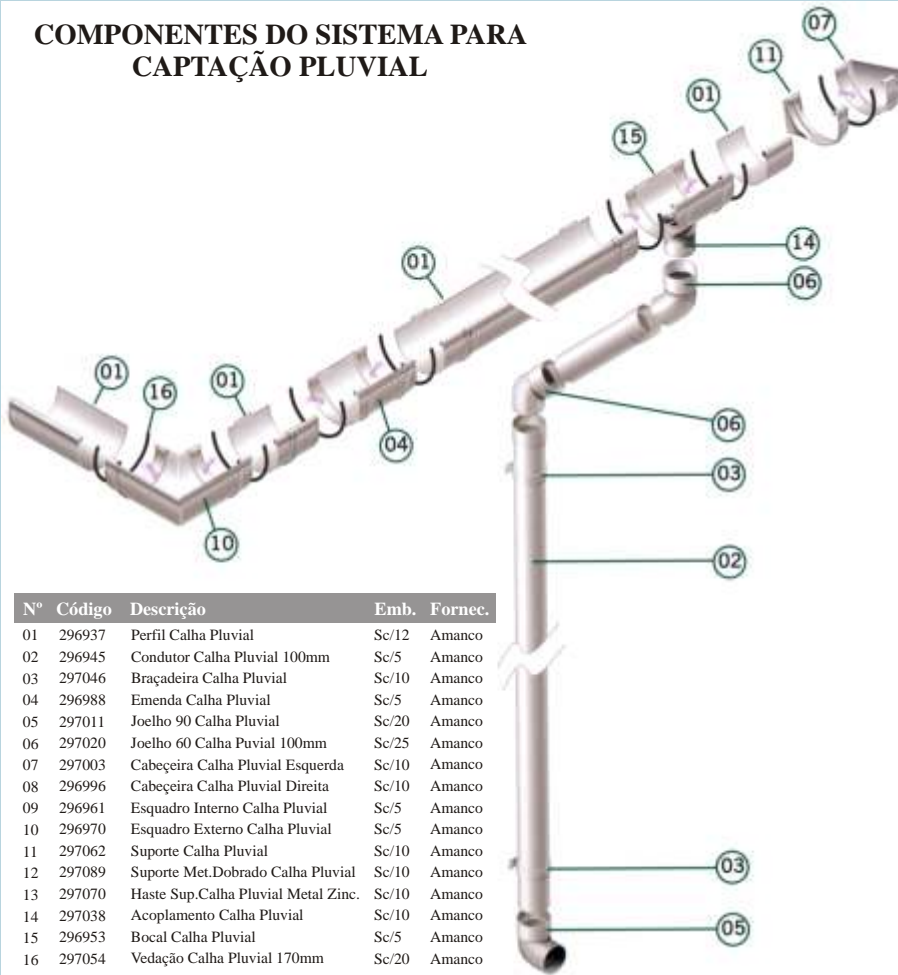 COMPONENTES DO SISTEMA PARA
CAPTAÇÃO PLUVIAL
07
11
01
15
14
06
01
01
16
01
04
06
03
10
02
Nº Código Descrição Emb. Fornec.
01 296937 Perfil Calha Pluvial Sc/12 Amanco
02 296945 Condutor Calha Pluvial 100mm Sc/5 Amanco
03 297046 Braçadeira Calha Pluvial Sc/10 Amanco
04 296988 Emenda Calha Pluvial Sc/5 Amanco
05 297011 Joelho 90 Calha Pluvial Sc/20 Amanco
06 297020 Joelho 60 Calha Puvial 100mm Sc/25 Amanco
07 297003 Cabeçeira Calha Pluvial Esquerda Sc/10 Amanco
08 296996 Cabeçeira Calha Pluvial Direita Sc/10 Amanco
09 296961 Esquadro Interno Calha Pluvial Sc/5 Amanco
10 296970 Esquadro Externo Calha Pluvial Sc/5 Amanco
11 297062 Suporte Calha Pluvial Sc/10 Amanco
12 297089 Suporte Met.Dobrado Calha Pluvial Sc/10 Amanco
13 297070 Haste Sup.Calha Pluvial Metal Zinc. Sc/10 Amanco
14 297038 Acoplamento Calha Pluvial Sc/10 Amanco
15 296953 Bocal Calha Pluvial Sc/5 Amanco
16 297054 Vedação Calha Pluvial 170mm Sc/20 Amanco
03
05